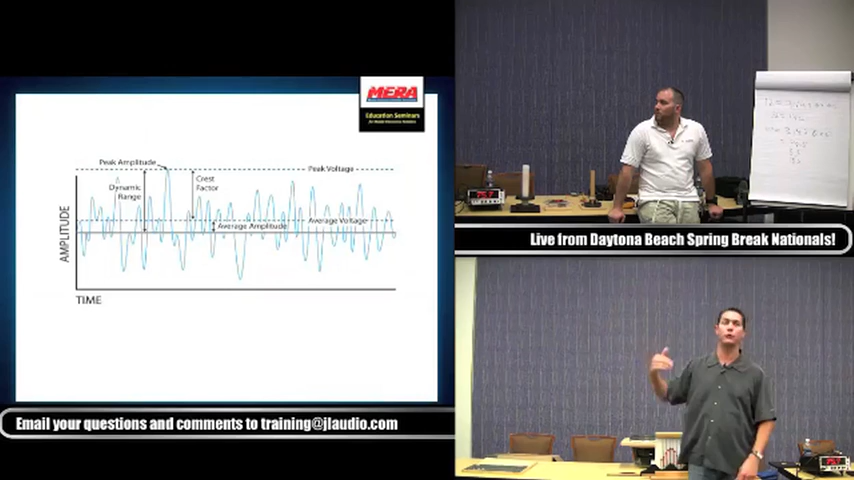 MERA
Education Seminars
Peak Amplitude
Peak Voltage
Dynamic
Range
Crest
Factor
Average Voltage
Average Amplitude
AMPLITUDE
TIME
Live from Daytona Beach Spring Break Nationals!
Email your questions and comments to training@jlaudio.com